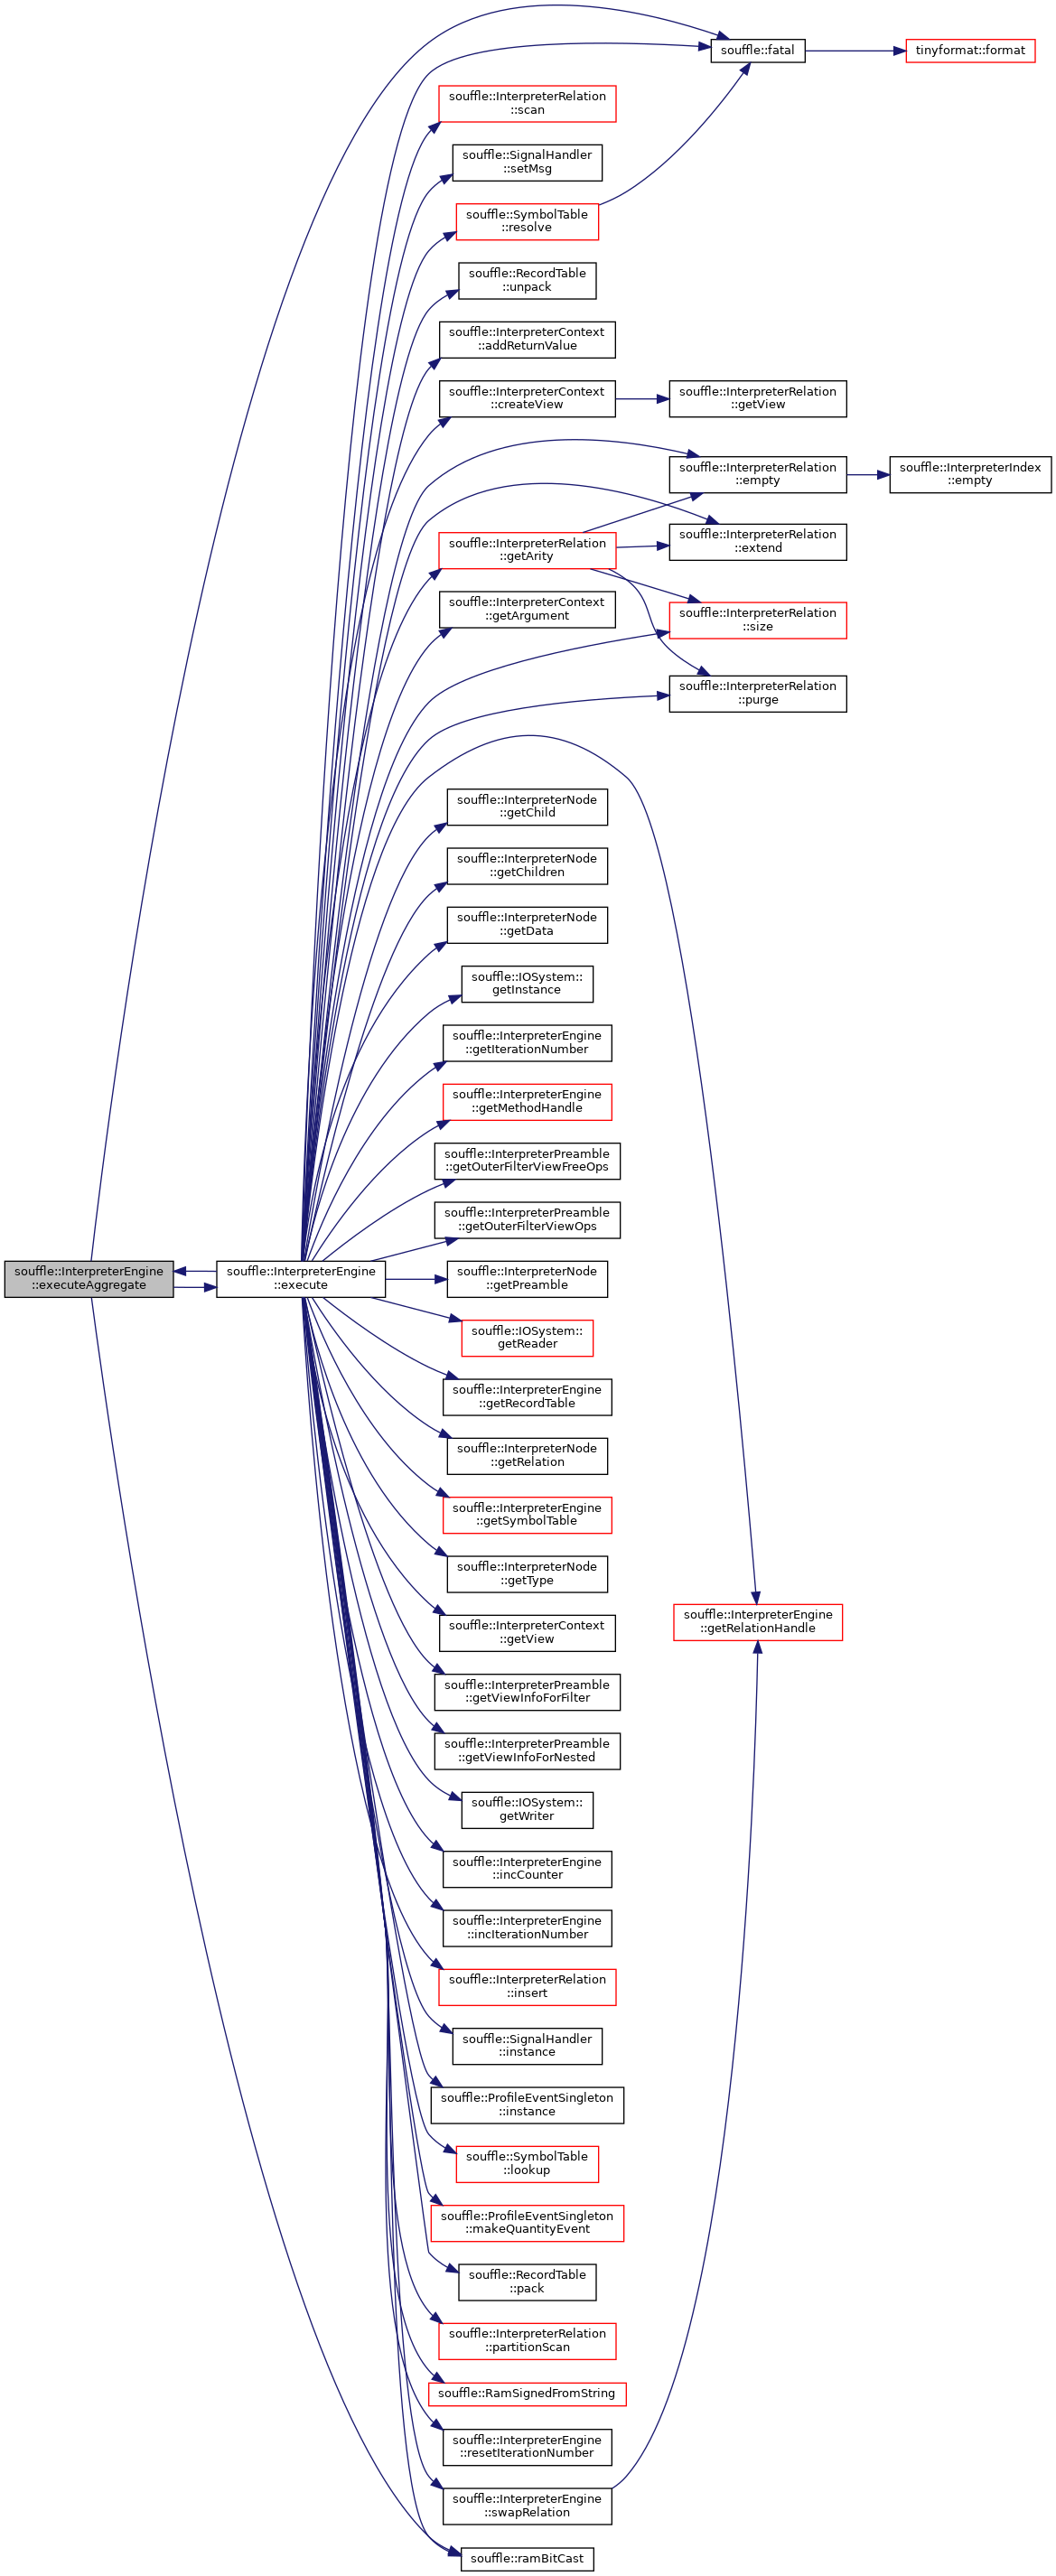 souffle::fatal
tinyformat::format
souffle::InterpreterRelation
::scan
souffle::SignalHandler
::setMsg
souffle::SymbolTable
::resolve
souffle::RecordTable
::unpack
souffle::InterpreterContext
::addReturnValue
souffle::InterpreterContext
::createView
souffle::InterpreterRelation
::getView
souffle::InterpreterRelation
::empty
souffle::InterpreterIndex
::empty
souffle::InterpreterRelation
::extend
souffle::InterpreterRelation
::getArity
souffle::InterpreterContext
::getArgument
souffle::InterpreterRelation
::size
souffle::InterpreterRelation
::purge
souffle::InterpreterNode
::getChild
souffle::InterpreterNode
::getChildren
souffle::InterpreterNode
::getData
souffle::IOSystem::
getInstance
souffle::InterpreterEngine
::getIterationNumber
souffle::InterpreterEngine
::getMethodHandle
souffle::InterpreterPreamble
::getOuterFilterViewFreeOps
souffle::InterpreterPreamble
::getOuterFilterViewOps
souffle::InterpreterEngine
::executeAggregate
souffle::InterpreterEngine
::execute
souffle::InterpreterNode
::getPreamble
souffle::IOSystem::
getReader
souffle::InterpreterEngine
::getRecordTable
souffle::InterpreterNode
::getRelation
souffle::InterpreterEngine
::getSymbolTable
souffle::InterpreterNode
::getType
souffle::InterpreterEngine
::getRelationHandle
souffle::InterpreterContext
::getView
souffle::InterpreterPreamble
::getViewInfoForFilter
souffle::InterpreterPreamble
::getViewInfoForNested
souffle::IOSystem::
getWriter
souffle::InterpreterEngine
::incCounter
souffle::InterpreterEngine
::incIterationNumber
souffle::InterpreterRelation
::insert
souffle::SignalHandler
::instance
souffle::ProfileEventSingleton
::instance
souffle::SymbolTable
::lookup
souffle::ProfileEventSingleton
::makeQuantityEvent
souffle::RecordTable
::pack
souffle::InterpreterRelation
::partitionScan
souffle::RamSignedFromString
souffle::InterpreterEngine
::resetIterationNumber
souffle::InterpreterEngine
::swapRelation
souffle::ramBitCast